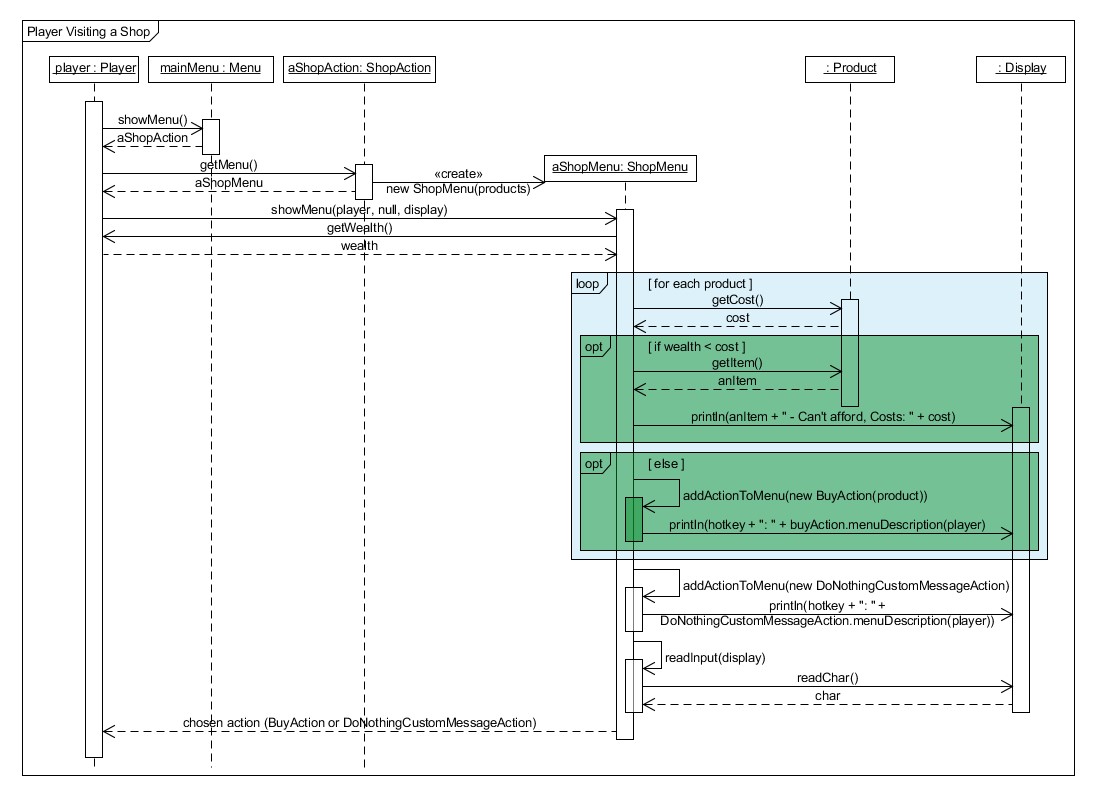 Player Visiting a Shop
player : Player
mainMenu : Menu
aShopAction: ShopAction
: Product
: Display
showMenu()
aShopAction
getMenu()
aShopMenu
«create»
new ShopMenu(products)
aShopMenu: ShopMenu
showMenu(player, null, display)
getWealth()
wealth
loop
[ for each product ]
getCost()
cost
opt
[ if wealth < cost ]
getItem()
anItem
println(anItem + " - Can't afford, Costs: " + cost)
opt
[ else ]
addActionToMenu(new BuyAction(product))
println(hotkey + ": " + buyAction.menuDescription(player)
addActionToMenu(new DoNothingCustomMessageAction)
println(hotkey + ": " +
DoNothingCustomMessageAction.menuDescription(player))
readInput(display)
readChar()
char
chosen action (BuyAction or DoNothingCustomMessageAction)